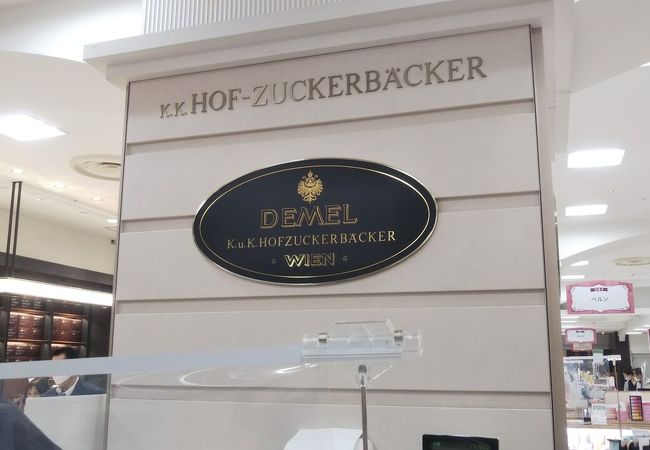 K.K. HOF-ZUCKERBÄCKER
DEMEL
K.u.K. HOFZUCKERBÄCKER
WIEN
ベルン